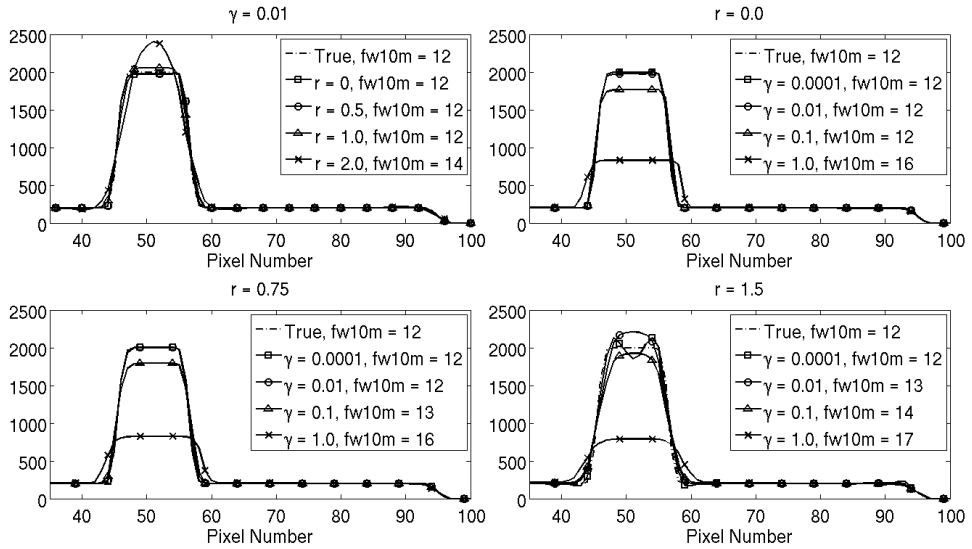 γ = 0.01
2500
2000
1500
1000
500
0
True, fw10m = 12
r = 0, fw10m = 12
r = 0.5, fw10m = 12
r = 1.0, fw10m = 12
r = 2.0, fw10m = 14
40 50 60 70 80 90 100
Pixel Number
r = 0.0
2500
2000
1500
1000
500
0
True, fw10m = 12
γ = 0.0001, fw10m = 12
γ = 0.01, fw10m = 12
γ = 0.1, fw10m = 12
γ = 1.0, fw10m = 16
40 50 60 70 80 90 100
Pixel Number
r = 0.75
2500
2000
1500
1000
500
0
True, fw10m = 12
γ = 0.0001, fw10m = 12
γ = 0.01, fw10m = 12
γ = 0.1, fw10m = 13
γ = 1.0, fw10m = 16
40 50 60 70 80 90 100
Pixel Number
r = 1.5
2500
2000
1500
1000
500
0
True, fw10m = 12
γ = 0.0001, fw10m = 12
γ = 0.01, fw10m = 13
γ = 0.1, fw10m = 14
γ = 1.0, fw10m = 17
40 50 60 70 80 90 100
Pixel Number